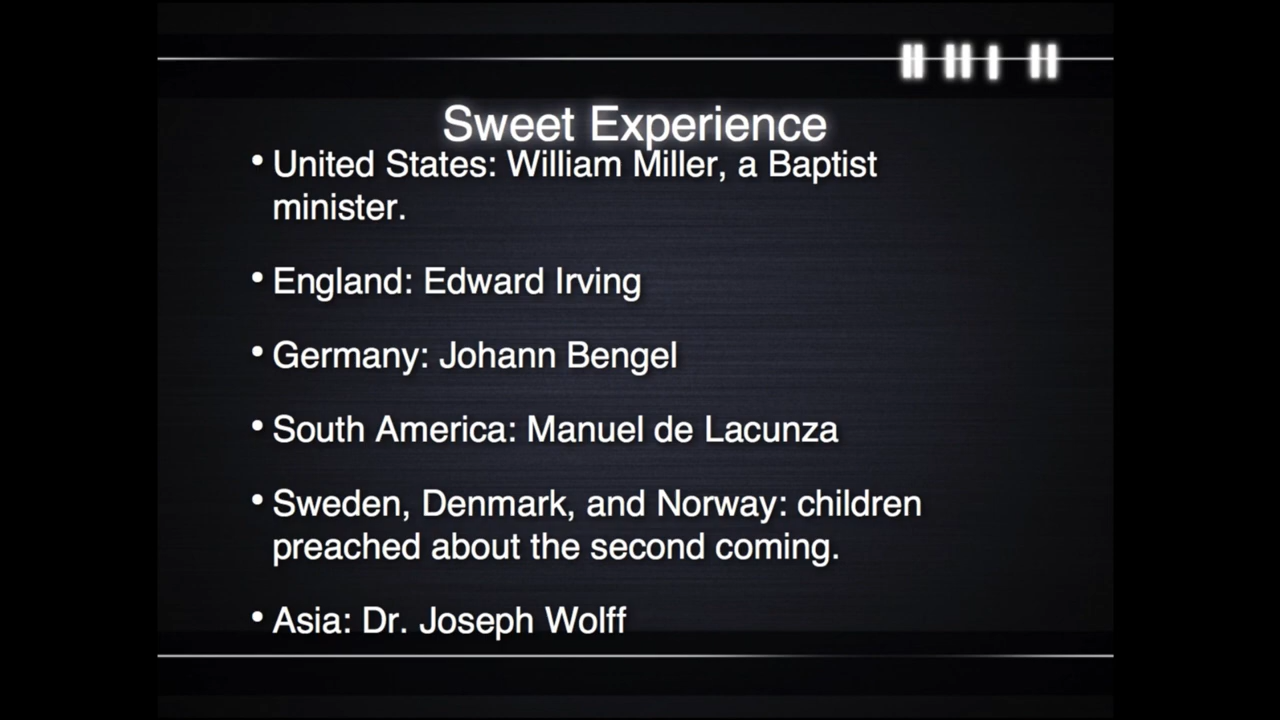 Sweet Experience
• United States: William Miller, a Baptist
minister.
• England: Edward Irving
• Germany: Johann Bengel
• South America: Manuel de Lacunza
• Sweden, Denmark, and Norway: children
preached about the second coming.
• Asia: Dr. Joseph Wolff